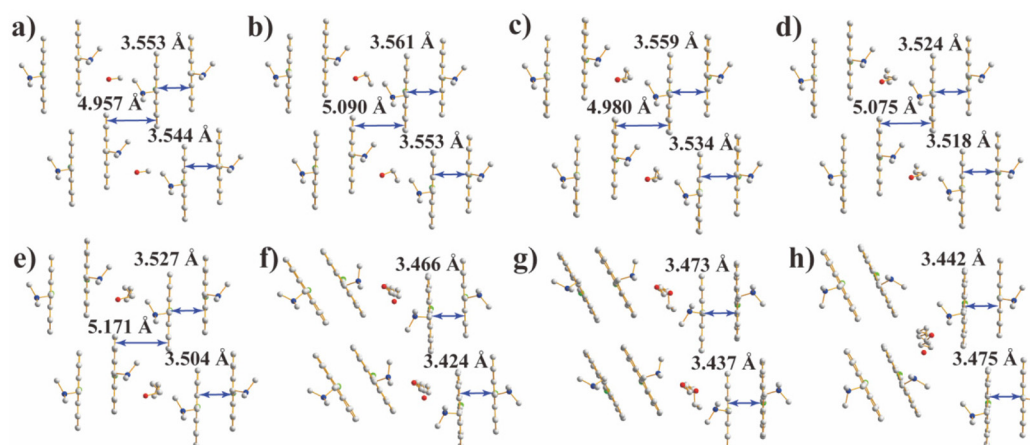 a)
3.553 Å
4.957 Å
3.544 Å
b)
3.561 Å
5.090 Å
3.553 Å
c)
3.559 Å
4.980 Å
3.534 Å
d)
3.524 Å
5.075 Å
3.518 Å
e)
3.527 Å
5.171 Å
3.504 Å
f)
3.466 Å
3.424 Å
g)
3.473 Å
3.437 Å
h)
3.442 Å
3.475 Å